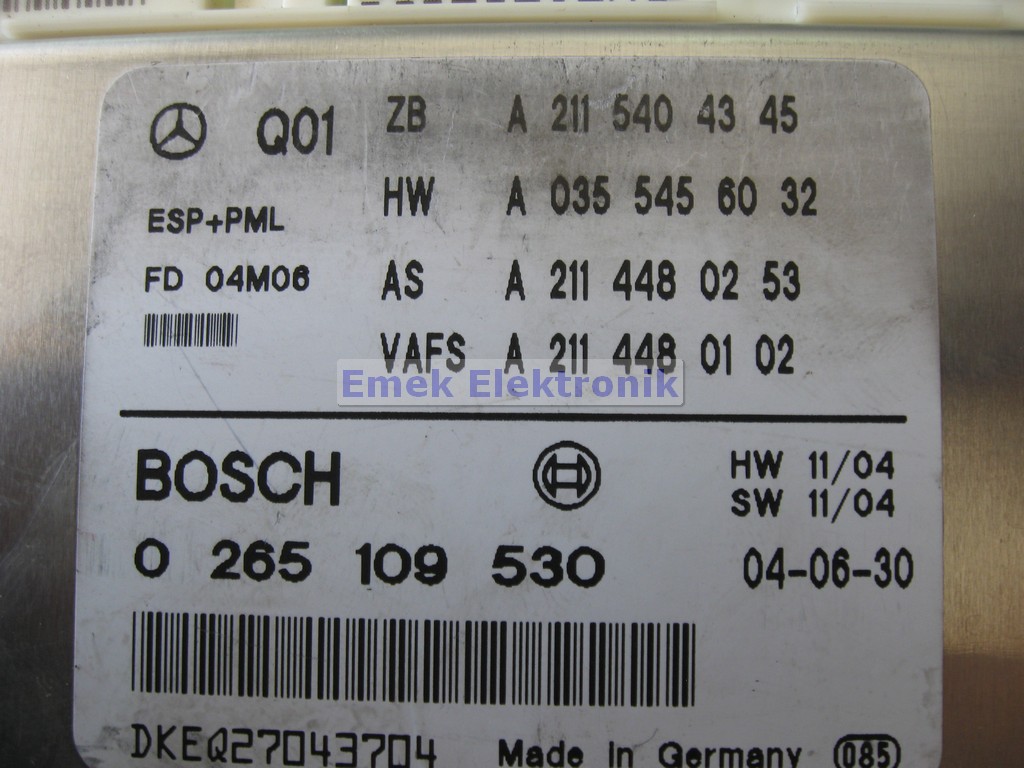 Q01 ZB A 211 540 43 45
HW A 035 545 60 32
ESP+PML
FD 04M06 AS A 211 448 02 53
VAFS A 211 448 01 02
Emek Elektronik
BOSCH HW 11/04
SW 11/04
0 265 109 530 04-06-30
DKEQ27043704 Made in Germany 085